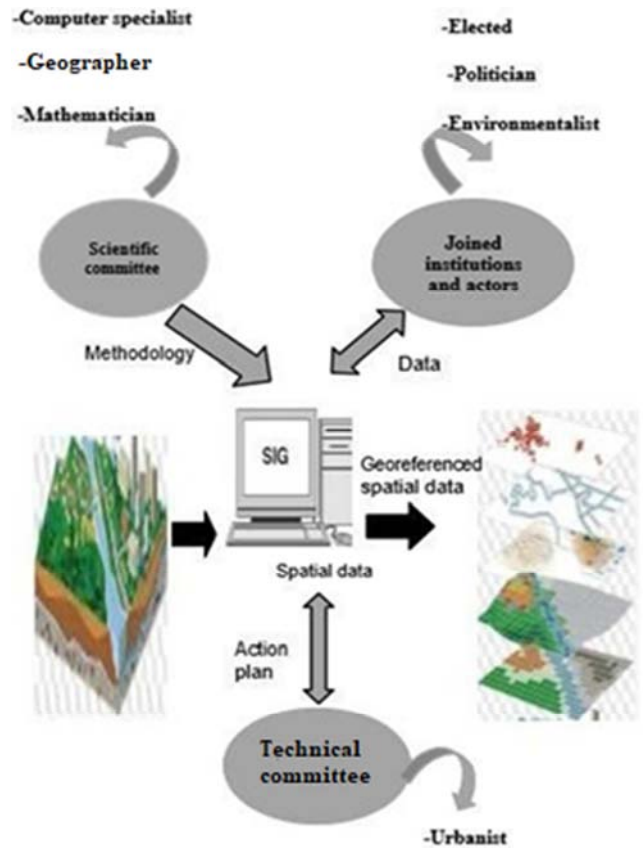 -Computer specialist
-Geographer
-Mathematician
-Elected
-Politician
-Environmentalist
Scientific
committee
Joined
institutions
and actors
Methodology
Data
SIG
Georeferenced
spatial data
Spatial data
Action
plan
Technical
committee
-Urbanist